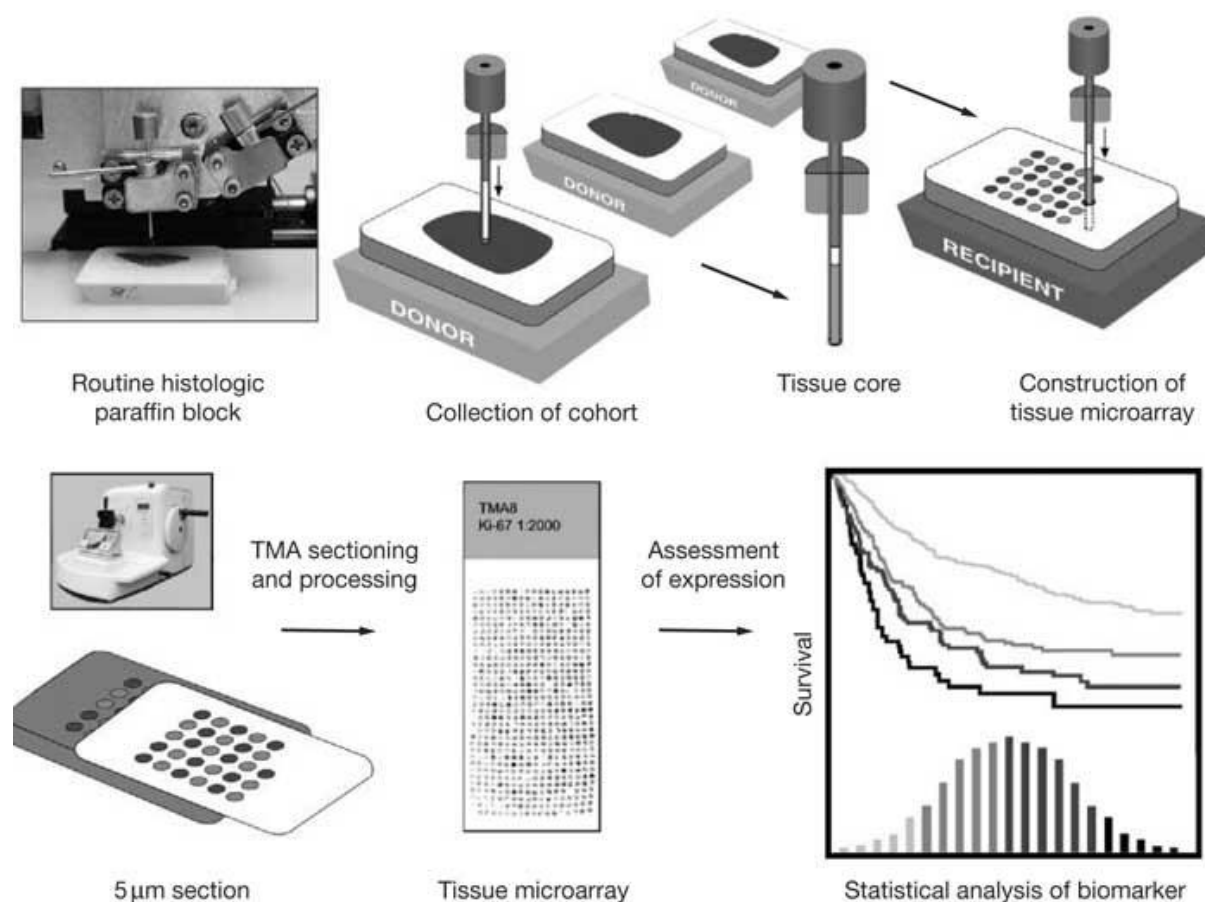 DONOR
DONOR
DONOR
RECIPIENT
Routine histologic
paraffin block
Collection of cohort
Tissue core
Construction of
tissue microarray
TMA sectioning
and processing
TMA8
Ki-67 1:2000
Assessment
of expression
Survival
5 µm section
Tissue microarray
Statistical analysis of biomarker